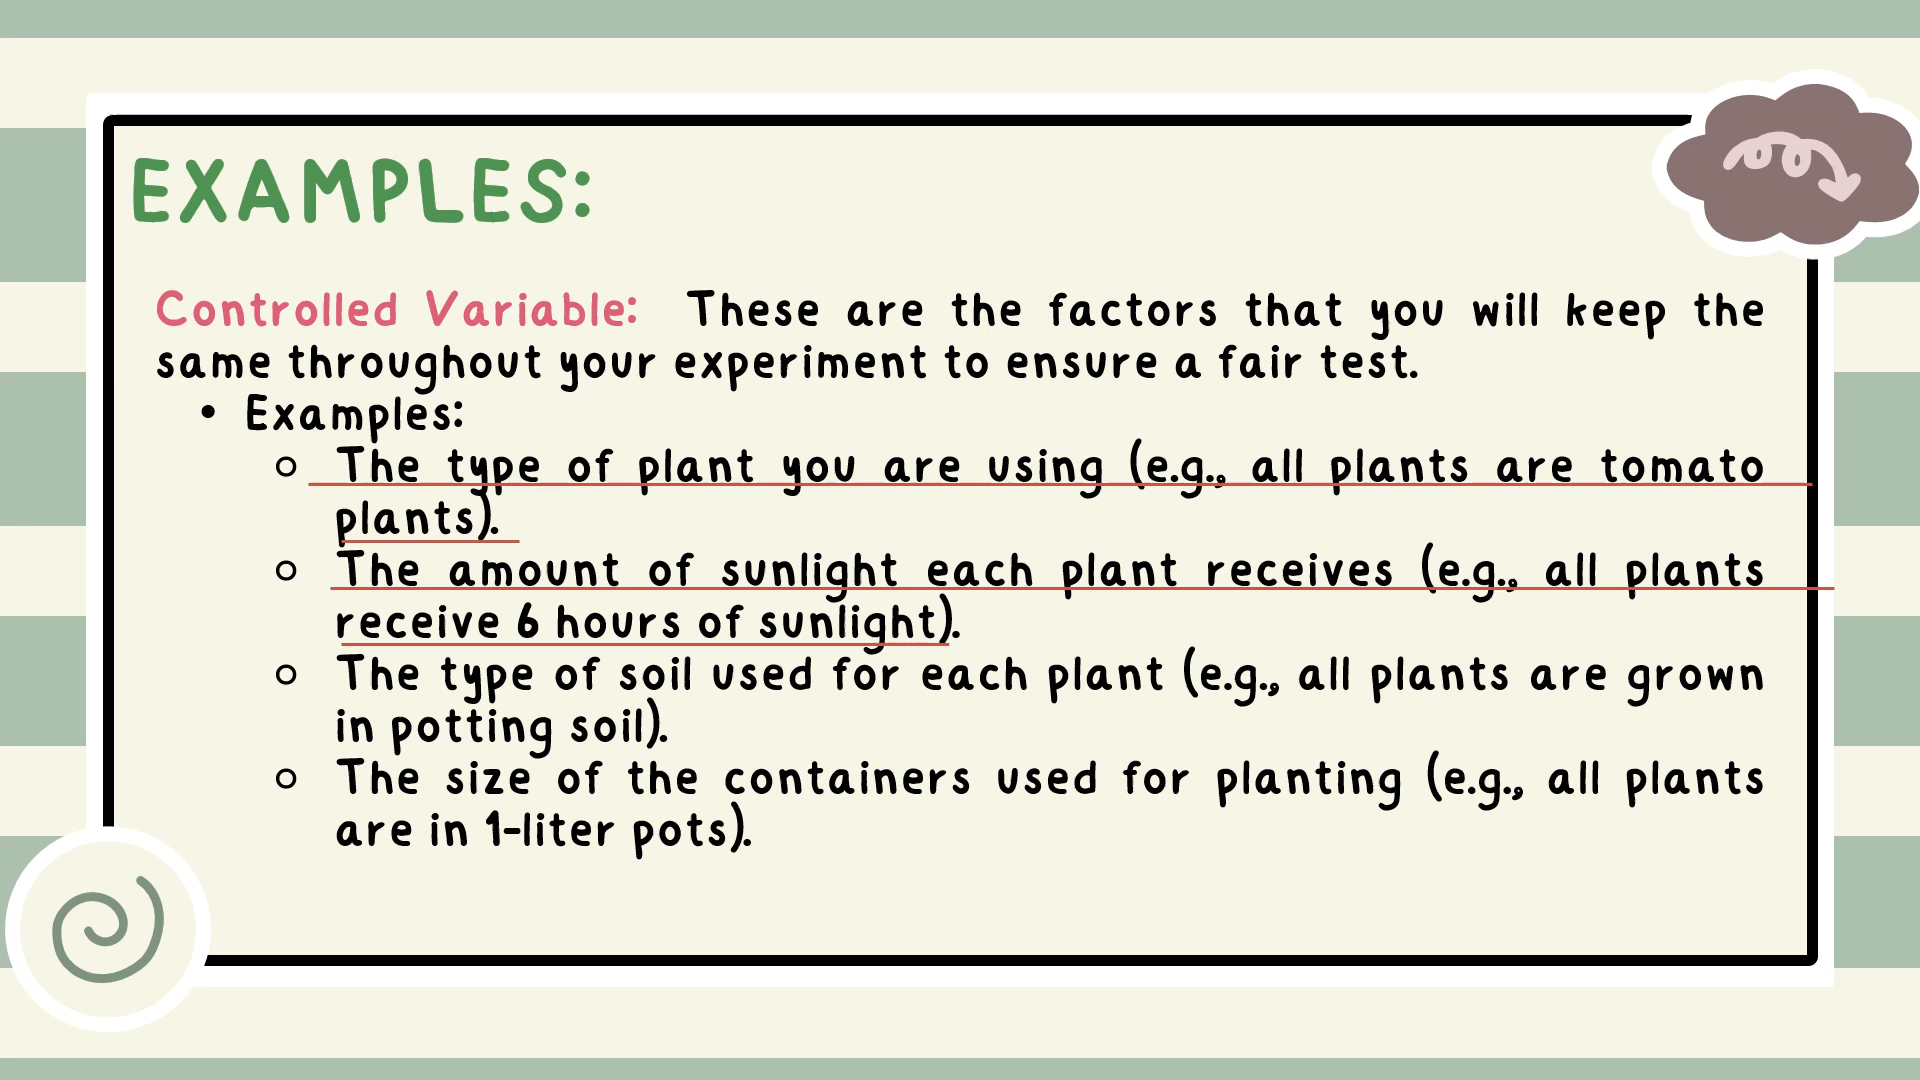 EXAMPLES:
Controlled Variable: These are the factors that you will keep the
same throughout your experiment to ensure a fair test.
• Examples:
○ The type of plant you are using (e.g., all plants are tomato
plants).
○ The amount of sunlight each plant receives (e.g., all plants
receive 6 hours of sunlight).
○ The type of soil used for each plant (e.g., all plants are grown
in potting soil).
○ The size of the containers used for planting (e.g., all plants
are in 1-liter pots).